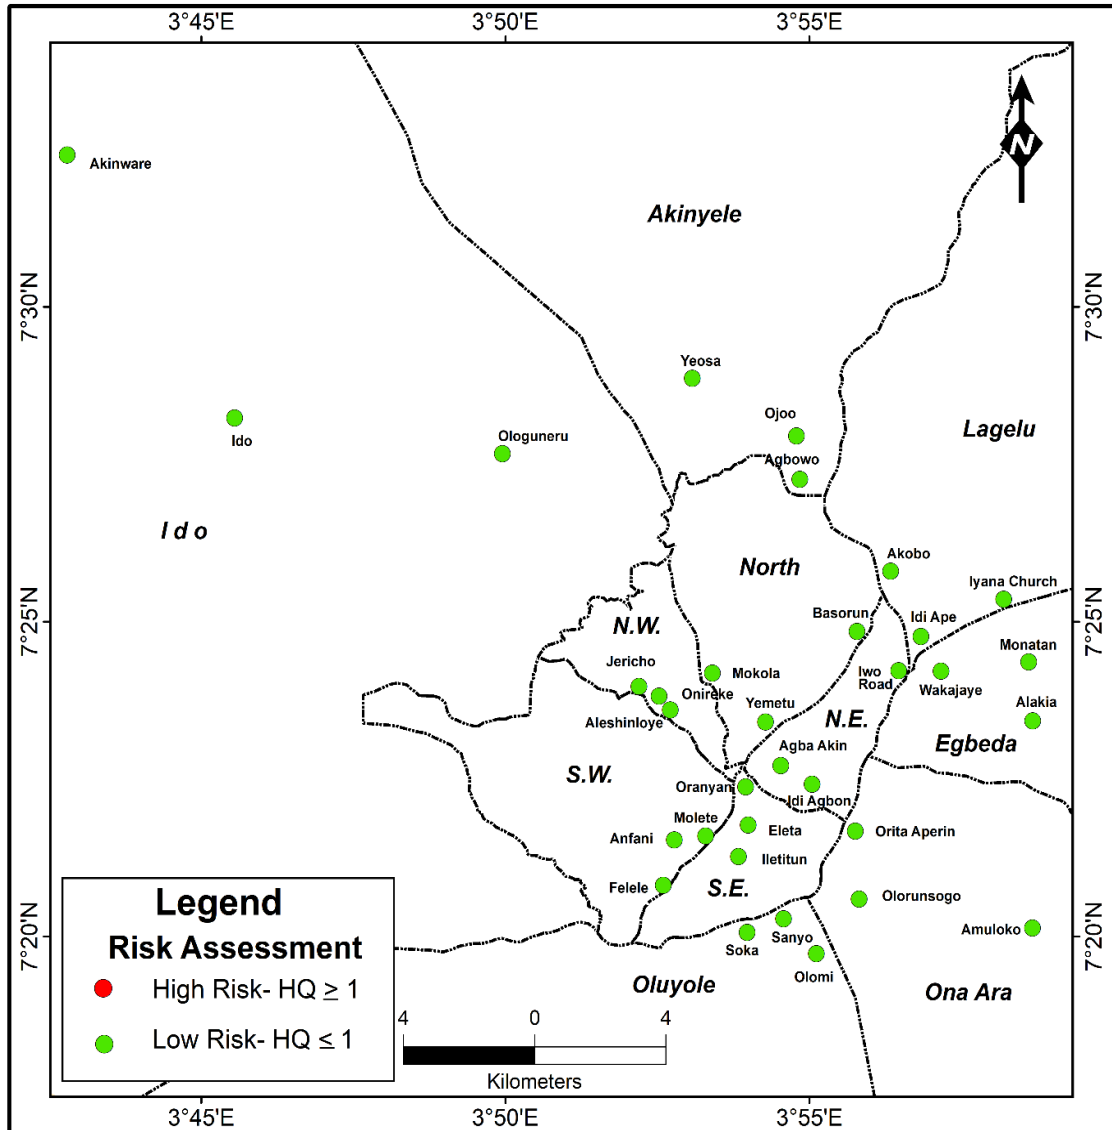 3°45'E
3°50'E
3°55'E
N
Akinware
Akinyele
7°30'N
7°30'N
Yeosa
Ojoo
Lagelu
Ido
Ologuneru
Agbowo
I d o
North
Akobo
Iyana Church
Basorun
Idi Ape
7°25'N
7°25'N
N.W.
Monatan
Jericho
Mokola
Iwo
Road
Onireke
Wakajaye
Yemetu
Alakia
Aleshinloye
N.E.
Egbeda
Agba Akin
S.W.
Oranyan
Idi Agbon
Molete
Eleta
Orita Aperin
Anfani
Iletitun
Felele
S.E.
Olorunsogo
Legend
Amuloko
7°20'N
7°20'N
Risk Assessment
Sanyo
Soka
Olomi
High Risk- HQ ≥ 1
Oluyole
Ona Ara
Low Risk- HQ ≤ 1
4
0
4
Kilometers
3°45'E
3°50'E
3°55'E